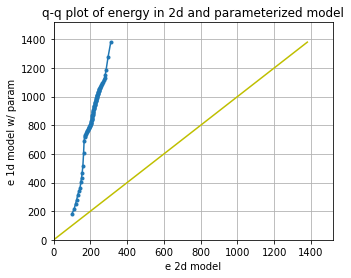 q-q plot of energy in 2d and parameterized model
1400
1200
1000
800
600
400
200
0
e 1d model w/ param
0 200 400 600 800 1000 1200 1400
e 2d model